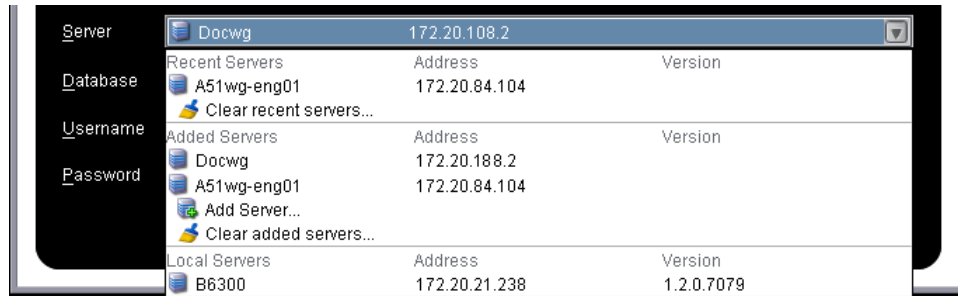 Server Docwg 172.20.108.2
Recent Servers Address Version
Database A51wg-eng01 172.20.84.104
Clear recent servers...
Username Added Servers Address Version
Docwg 172.20.188.2
Password A51wg-eng01 172.20.84.104
Add Server...
Clear added servers...
Local Servers Address Version
B6300 172.20.21.238 1.2.0.7079